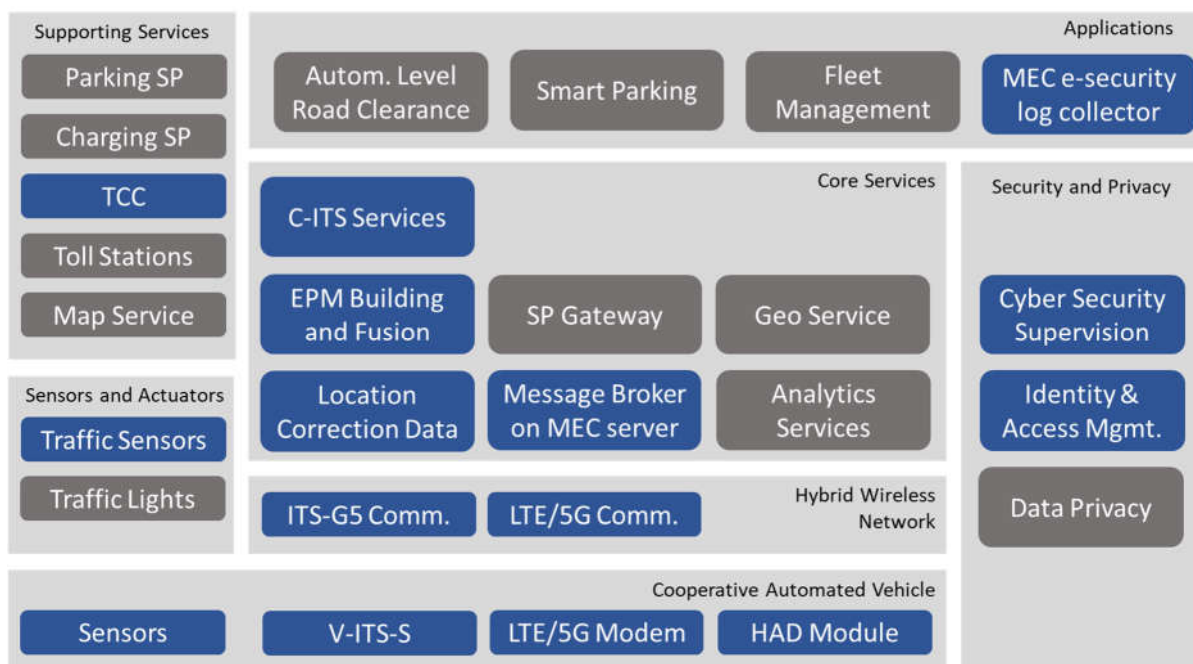 Supporting Services
Parking SP
Charging SP
TCC
Toll Stations
Map Service
Applications
Autom. Level
Road Clearance
Smart Parking
Fleet
Management
MEC e-security
log collector
Core Services
C-ITS Services
EPM Building
and Fusion
SP Gateway
Geo Service
Location
Correction Data
Message Broker
on MEC server
Analytics
Services
Security and Privacy
Cyber Security
Supervision
Identity &
Access Mgmt.
Data Privacy
Sensors and Actuators
Traffic Sensors
Traffic Lights
Hybrid Wireless
Network
ITS-G5 Comm.
LTE/5G Comm.
Cooperative Automated Vehicle
Sensors
V-ITS-S
LTE/5G Modem
HAD Module